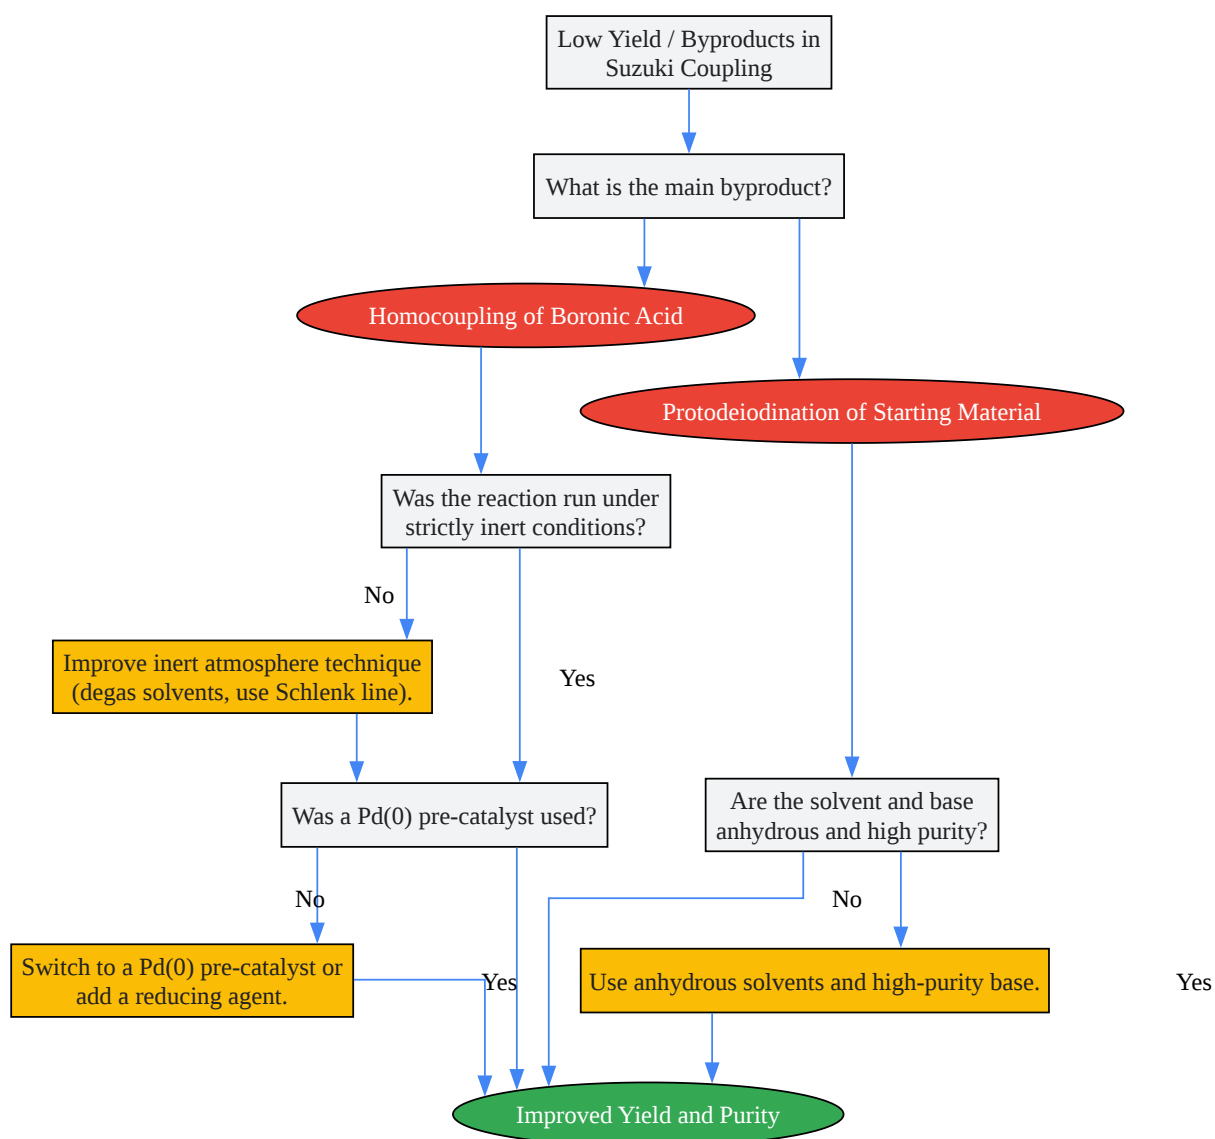 Low Yield / Byproducts in
Suzuki Coupling
What is the main byproduct?
Homocoupling of Boronic Acid
Protodeiodination of Starting Material
Was the reaction run under
strictly inert conditions?
No
Improve inert atmosphere technique
(degas solvents, use Schlenk line).
Yes
Was a Pd(0) pre-catalyst used?
Are the solvent and base
anhydrous and high purity?
No
No
Switch to a Pd(0) pre-catalyst or
add a reducing agent.
Yes
Use anhydrous solvents and high-purity base.
Yes
Improved Yield and Purity